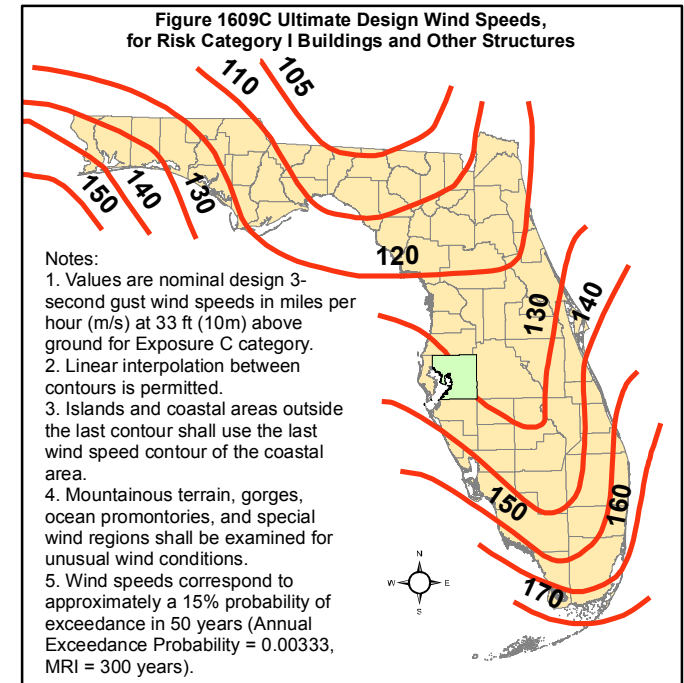 Figure 1609C Ultimate Design Wind Speeds,
for Risk Category I Buildings and Other Structures
105
110
150
140
130
120
130
140
150
160
170
Notes:
1. Values are nominal design 3-
second gust wind speeds in miles per
hour (m/s) at 33 ft (10m) above
ground for Exposure C category.
2. Linear interpolation between
contours is permitted.
3. Islands and coastal areas outside
the last contour shall use the last
wind speed contour of the coastal
area.
4. Mountainous terrain, gorges,
ocean promontories, and special
wind regions shall be examined for
unusual wind conditions.
5. Wind speeds correspond to
approximately a 15% probability of
exceedance in 50 years (Annual
Exceedance Probability = 0.00333,
MRI = 300 years).
N
W E
S